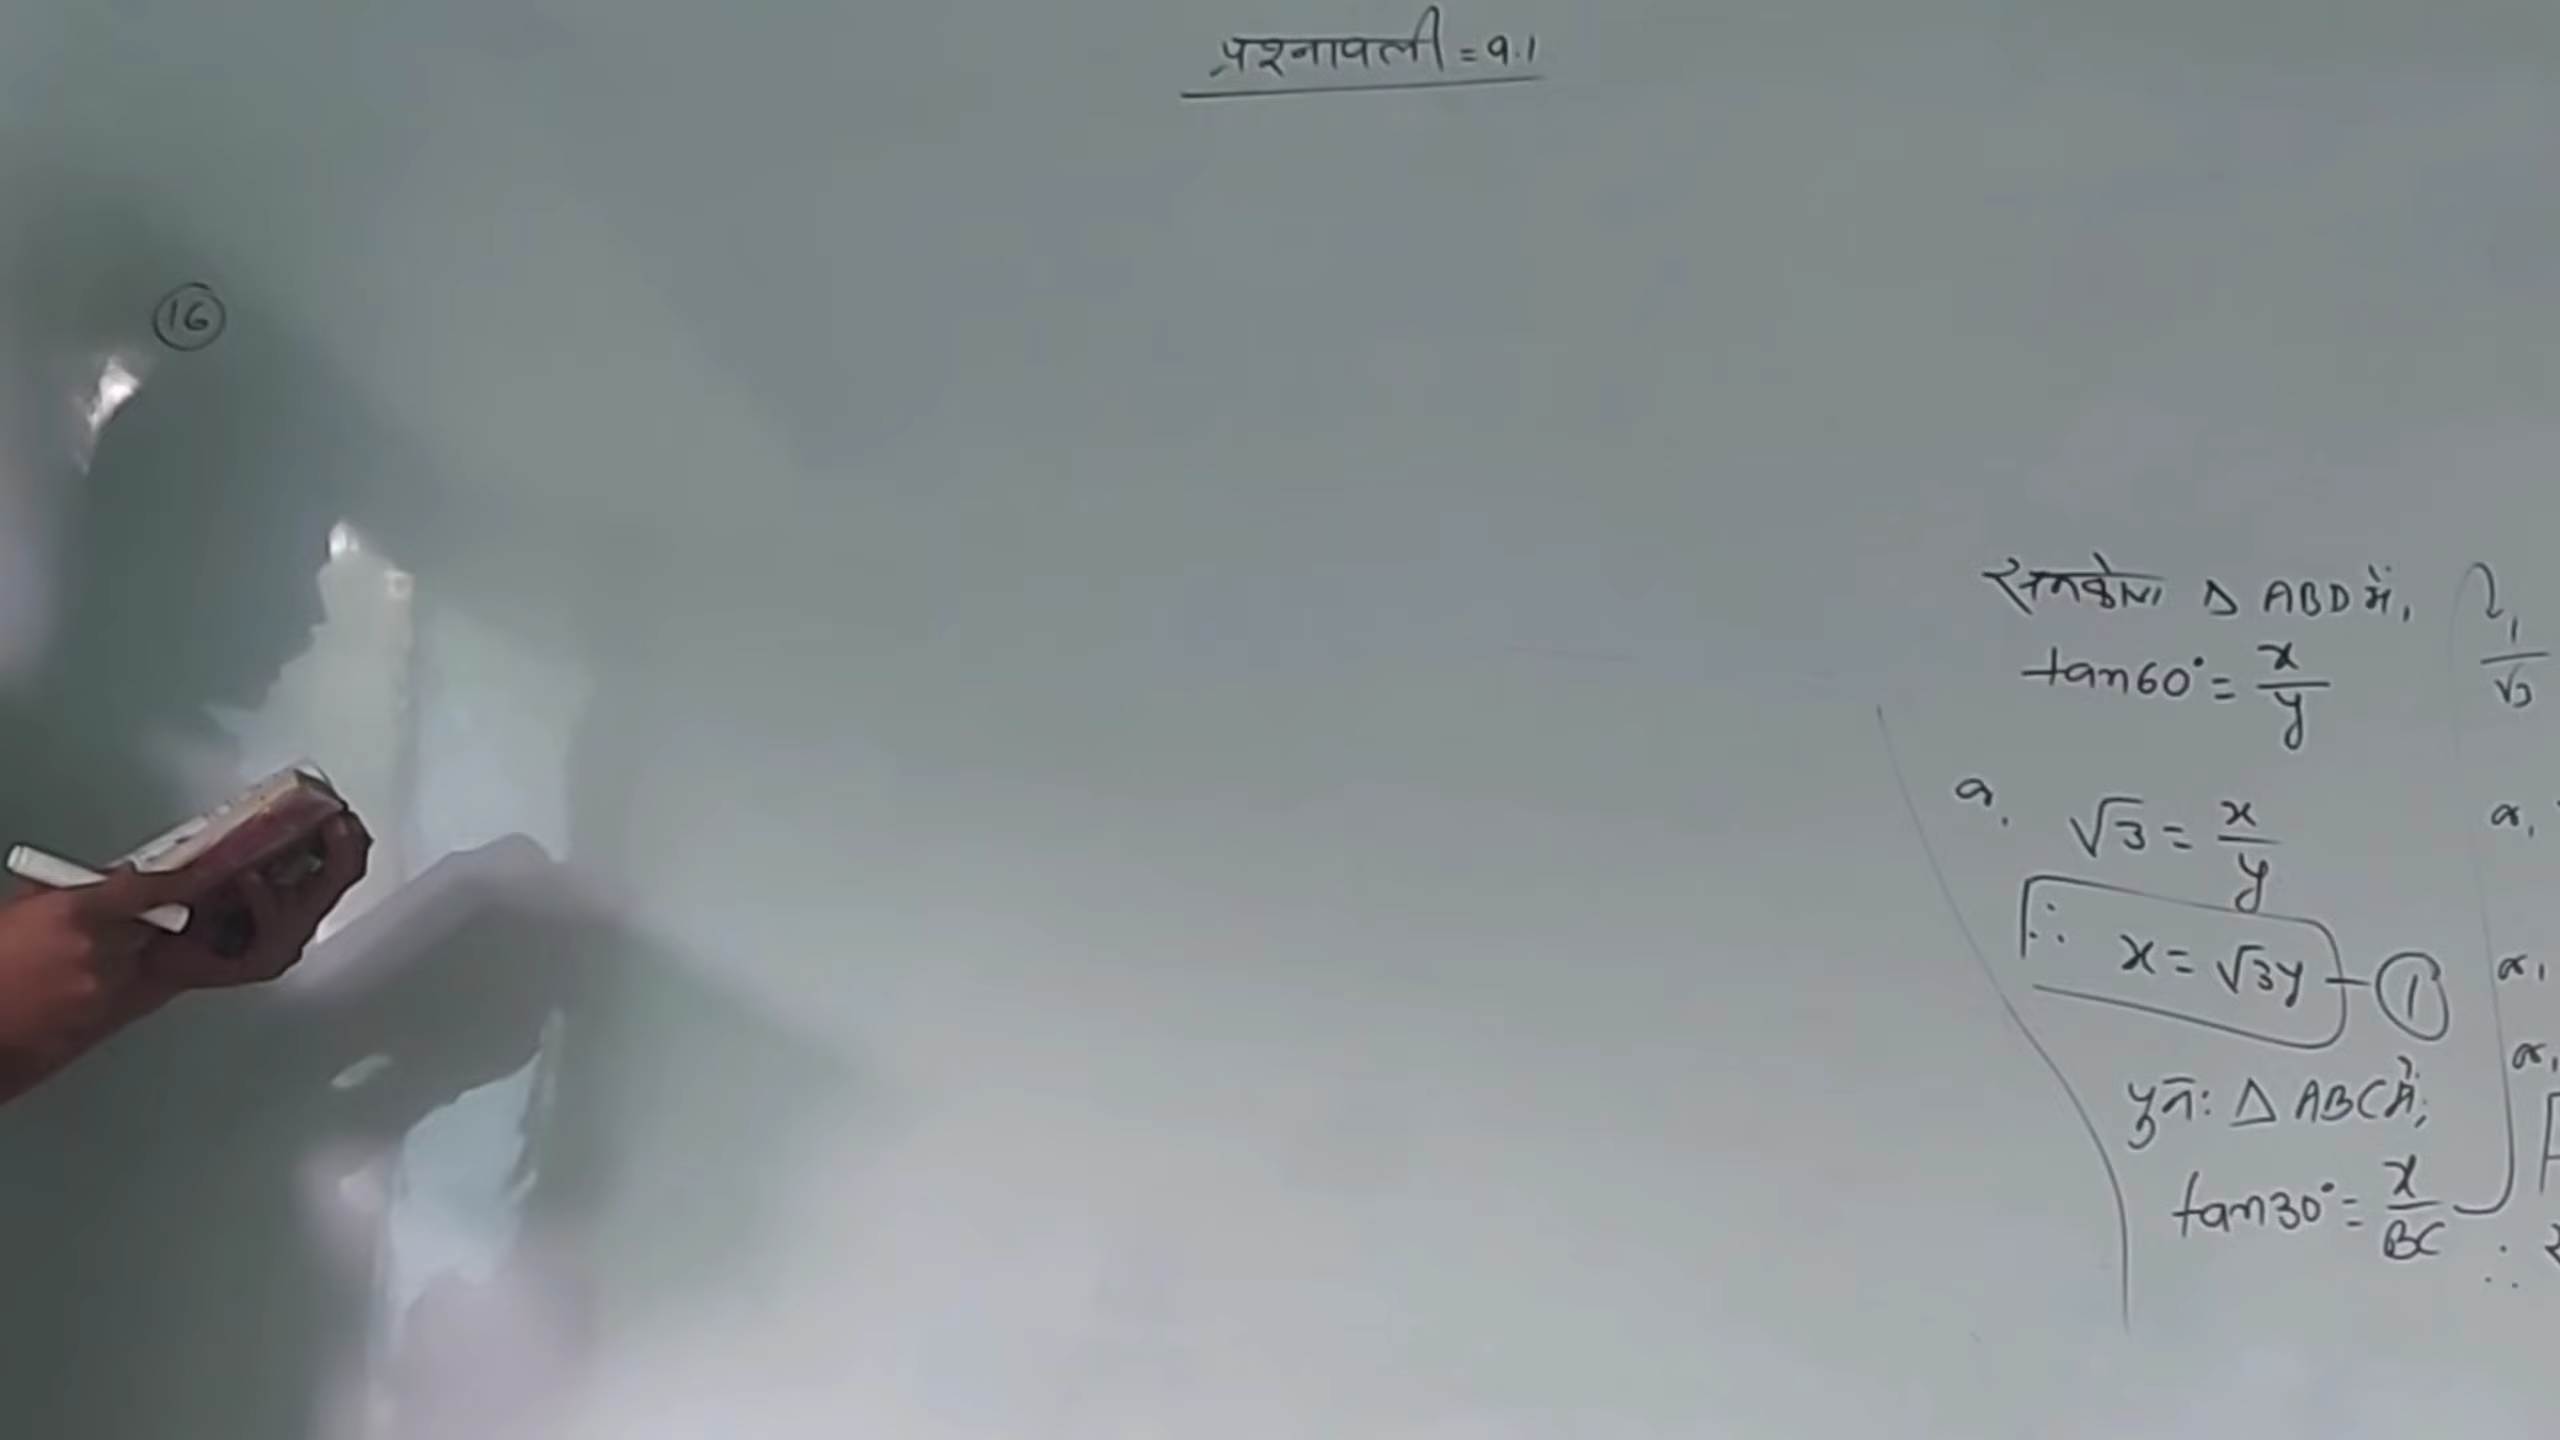 प्रश्नावली = 9.1
16
समकोण Δ ABD में,
tan60° = x/y
a, √3 = x/y
∴ x = √3y - 1
पुनः Δ ABC में,
tan30° = x/BC
1/√3
a,
a,
a,
∴